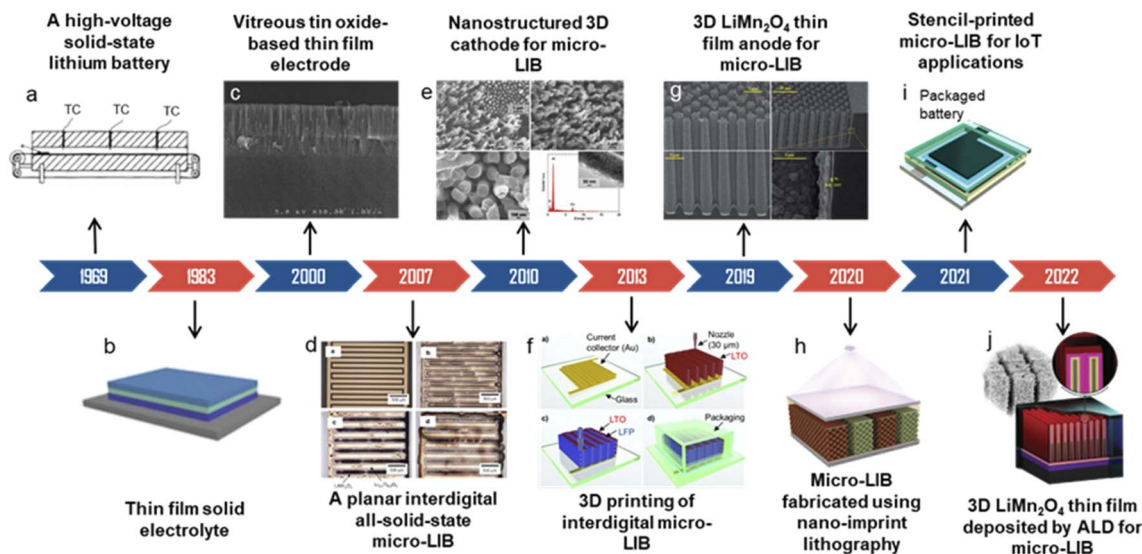 A high-voltage
solid-state
lithium battery
Vitreous tin oxide-
based thin film
electrode
Nanostructured 3D
cathode for micro-
LIB
3D LiMn₂O₄ thin
film anode for
micro-LIB
Stencil-printed
micro-LIB for IoT
applications
a
TC
TC
TC
c
e
g
i
Packaged
battery
1969
1983
2000
2007
2010
2013
2019
2020
2021
2022
b
Thin film solid
electrolyte
d
a
b
c
d
A planar interdigital
all-solid-state
micro-LIB
f
a)
Current
collector (Au)
Glass
b)
Nozzle
(30 µm)
LTO
c)
LTO
LFP
d)
Packaging
3D printing of
interdigital micro-
LIB
h
Micro-LIB
fabricated using
nano-imprint
lithography
j
3D LiMn₂O₄ thin film
deposited by ALD for
micro-LIB